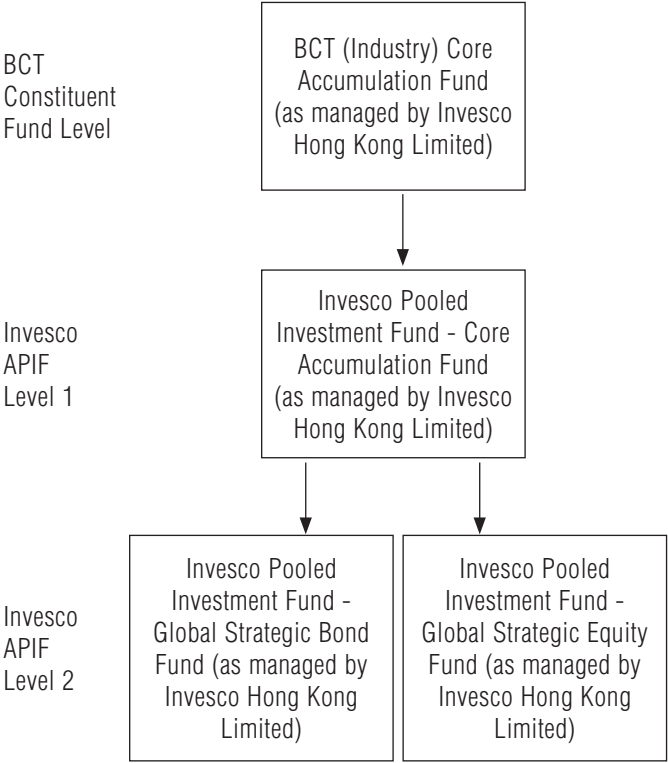 BCT
Constituent
Fund Level
BCT (Industry) Core
Accumulation Fund
(as managed by Invesco
Hong Kong Limited)
Invesco
APIF
Level 1
Invesco Pooled
Investment Fund - Core
Accumulation Fund
(as managed by Invesco
Hong Kong Limited)
Invesco
APIF
Level 2
Invesco Pooled
Investment Fund -
Global Strategic Bond
Fund (as managed by
Invesco Hong Kong
Limited)
Invesco Pooled
Investment Fund -
Global Strategic Equity
Fund (as managed by
Invesco Hong Kong
Limited)